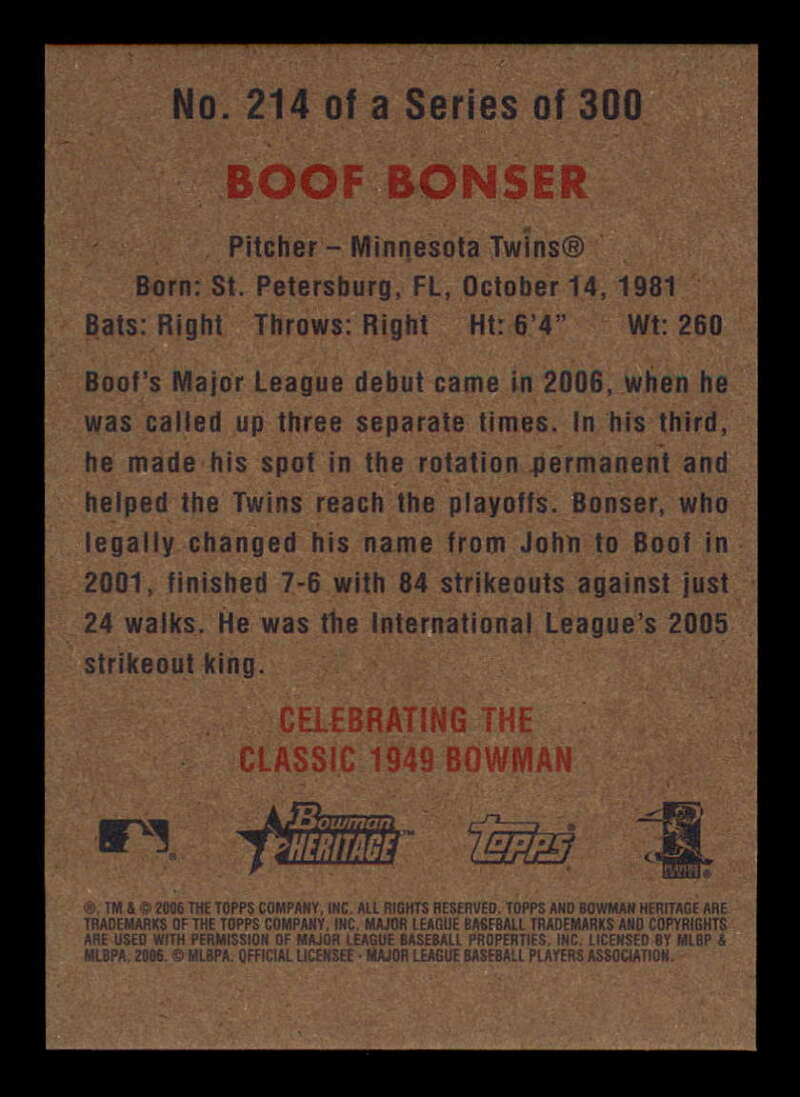 No. 214 of a Series of 300
BOOF BONSER
Pitcher – Minnesota Twins®
Born: St. Petersburg, FL, October 14, 1981
Bats: Right Throws: Right Ht: 6'4" Wt: 260
Boof's Major League debut came in 2006, when he
was called up three separate times. In his third,
he made his spot in the rotation permanent and
helped the Twins reach the playoffs. Bonser, who
legally changed his name from John to Boof in
2001, finished 7-6 with 84 strikeouts against just
24 walks. He was the International League's 2005
strikeout king.
CELEBRATING THE
CLASSIC 1949 BOWMAN
Bowman
HERITAGE™
TOPPS®
®, TM & © 2006 THE TOPPS COMPANY, INC. ALL RIGHTS RESERVED. TOPPS AND BOWMAN HERITAGE ARE
TRADEMARKS OF THE TOPPS COMPANY, INC. MAJOR LEAGUE BASEBALL TRADEMARKS AND COPYRIGHTS
ARE USED WITH PERMISSION OF MAJOR LEAGUE BASEBALL PROPERTIES, INC. LICENSED BY MLBP &
MLBPA, 2006. © MLBPA. OFFICIAL LICENSEE - MAJOR LEAGUE BASEBALL PLAYERS ASSOCIATION.